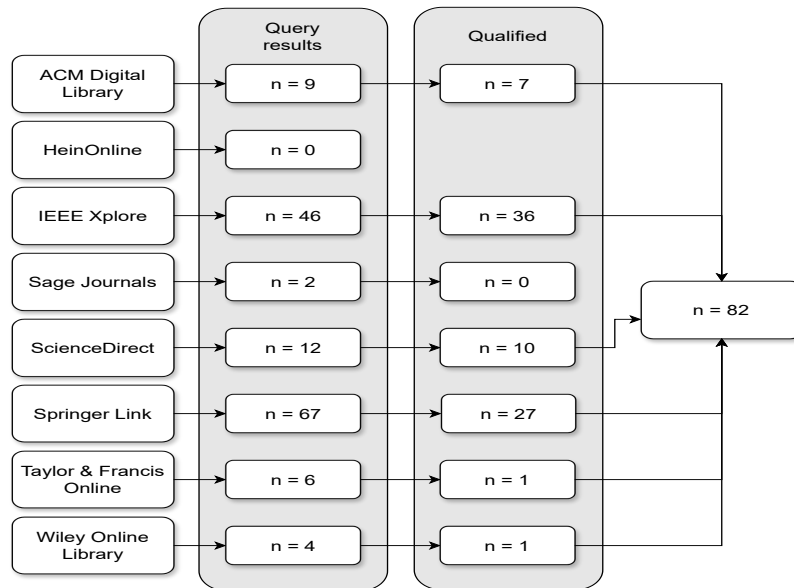 Query
results
Qualified
ACM Digital
Library
n = 9
n = 7
HeinOnline
n = 0
IEEE Xplore
n = 46
n = 36
Sage Journals
n = 2
n = 0
n = 82
ScienceDirect
n = 12
n = 10
Springer Link
n = 67
n = 27
Taylor & Francis
Online
n = 6
n = 1
Wiley Online
Library
n = 4
n = 1